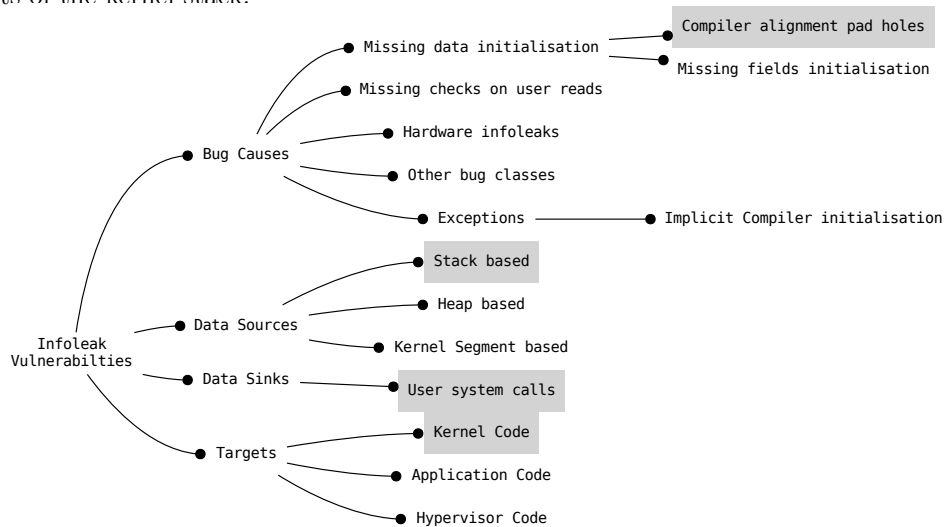 Compiler alignment pad holes
Missing data initialisation
Missing fields initialisation
Missing checks on user reads
Hardware infoleaks
Bug Causes
Other bug classes
Exceptions
Implicit Compiler initialisation
Stack based
Heap based
Data Sources
Kernel Segment based
Infoleak
Vulnerabilties
Data Sinks
User system calls
Kernel Code
Targets
Application Code
Hypervisor Code